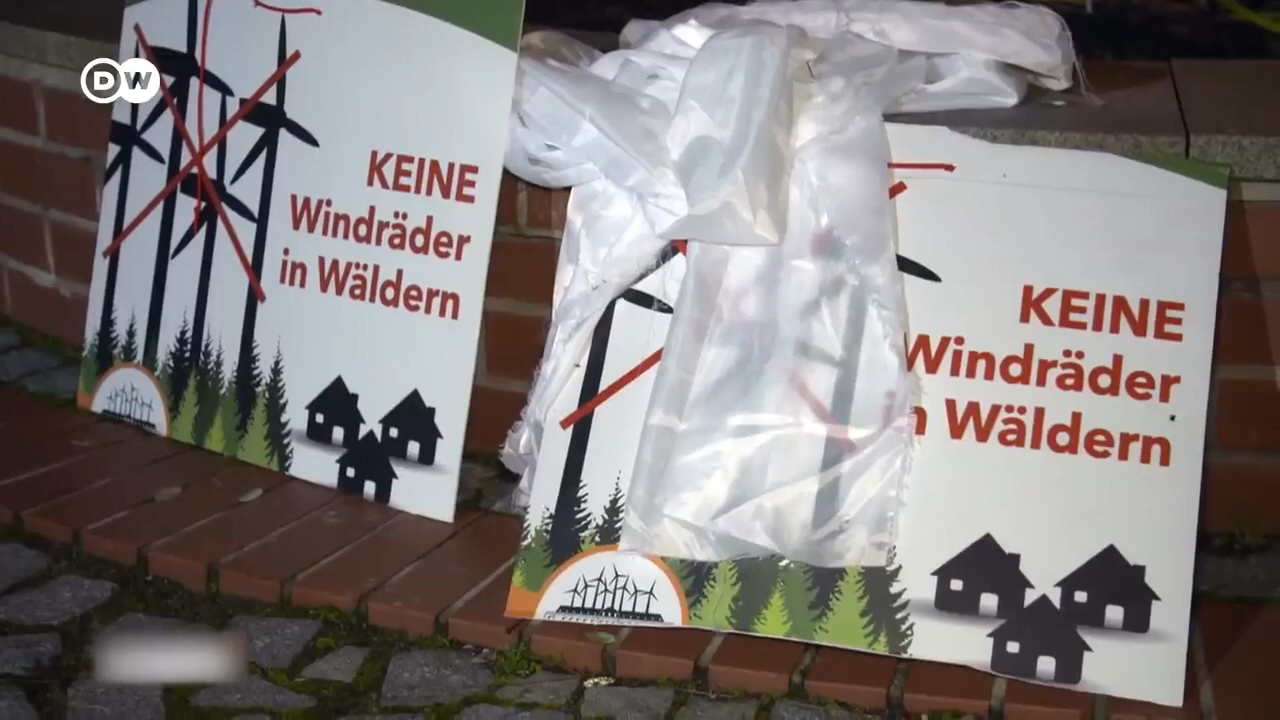 DW
KEINE
Windräder
in Wäldern
KEINE
Windräder
n Wäldern